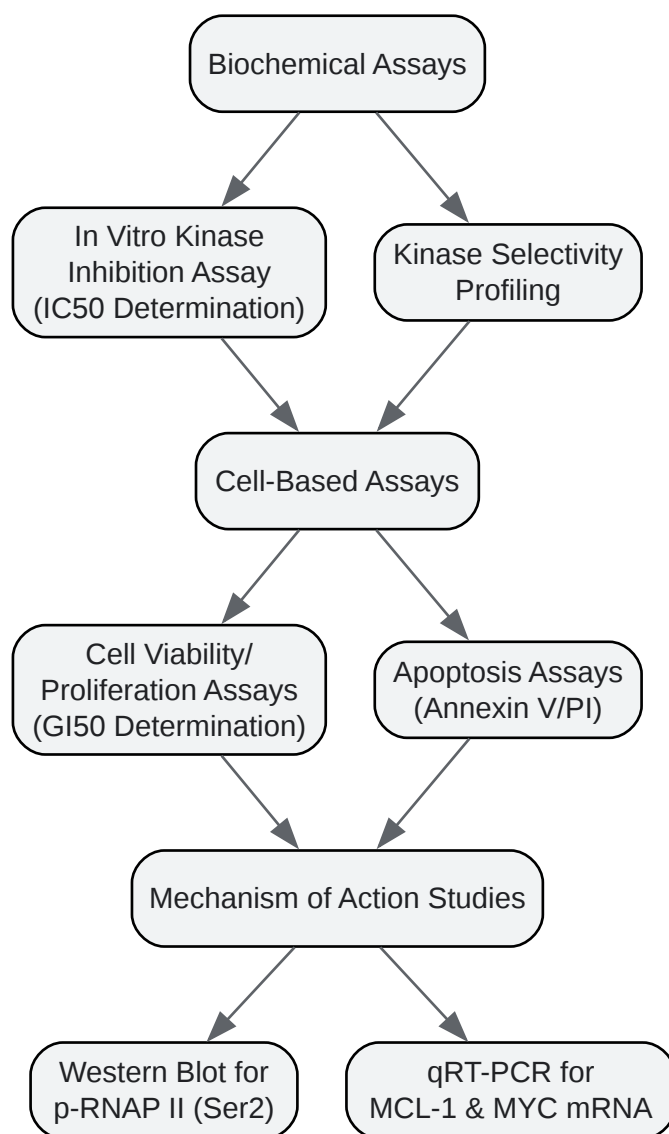 Biochemical Assays
In Vitro Kinase
Inhibition Assay
(IC50 Determination)
Kinase Selectivity
Profiling
Cell-Based Assays
Cell Viability/
Proliferation Assays
(GI50 Determination)
Apoptosis Assays
(Annexin V/PI)
Mechanism of Action Studies
Western Blot for
p-RNAP II (Ser2)
qRT-PCR for
MCL-1 & MYC mRNA